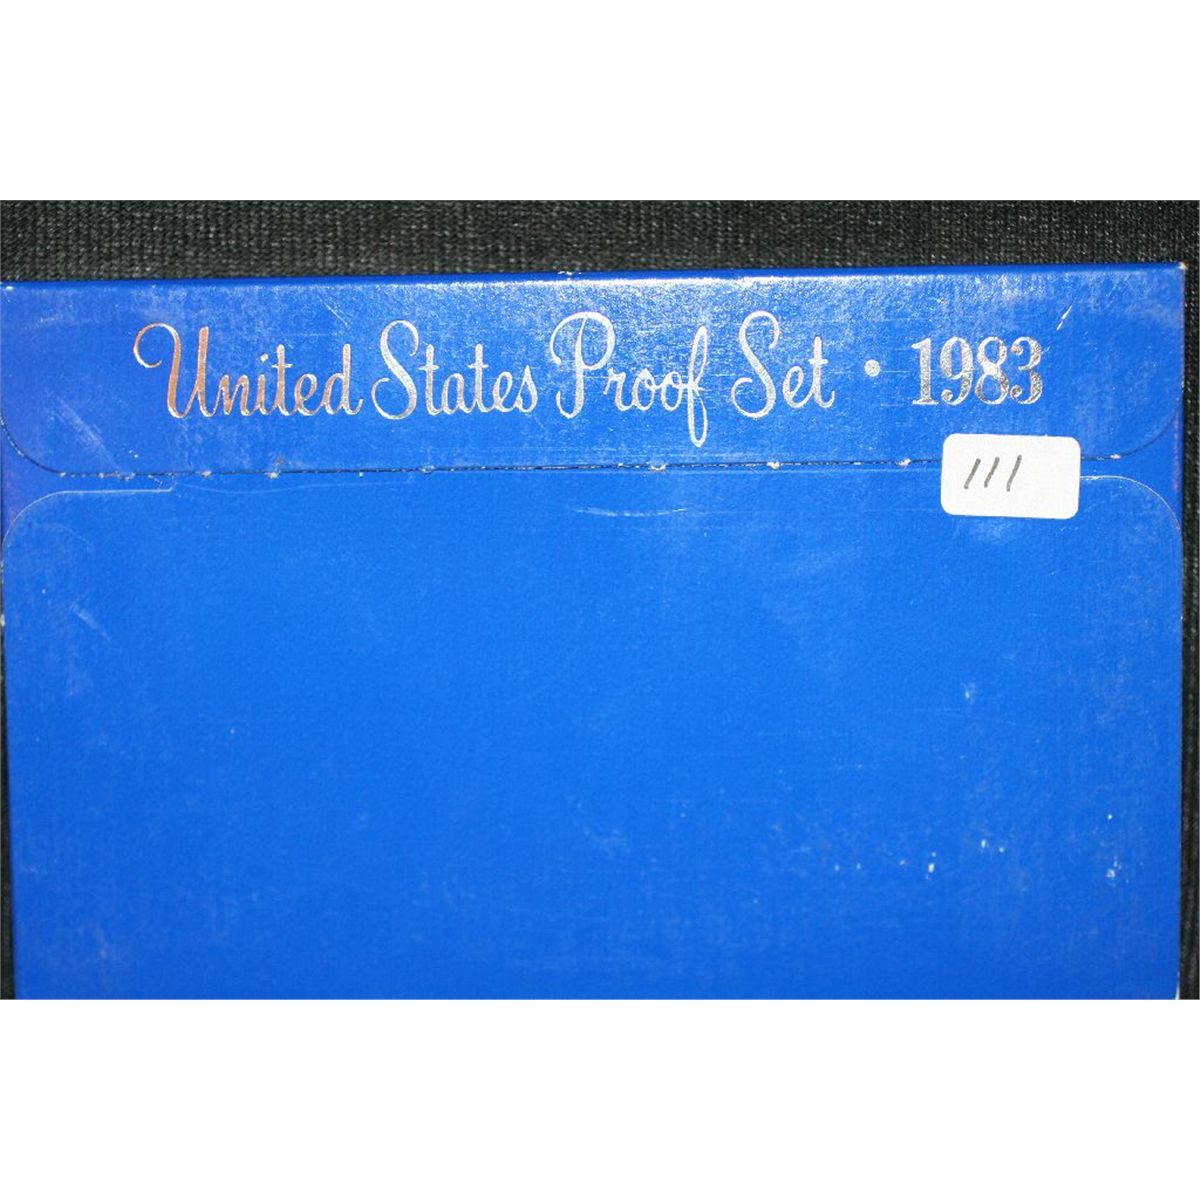 United States Proof Set • 1983
111